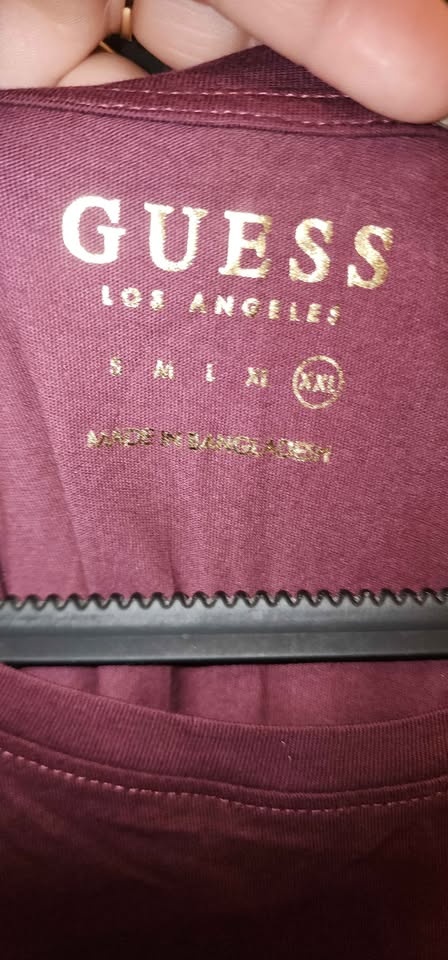 GUESS
LOS ANGELES
S M L XL XXL
MADE IN BANGLADESH